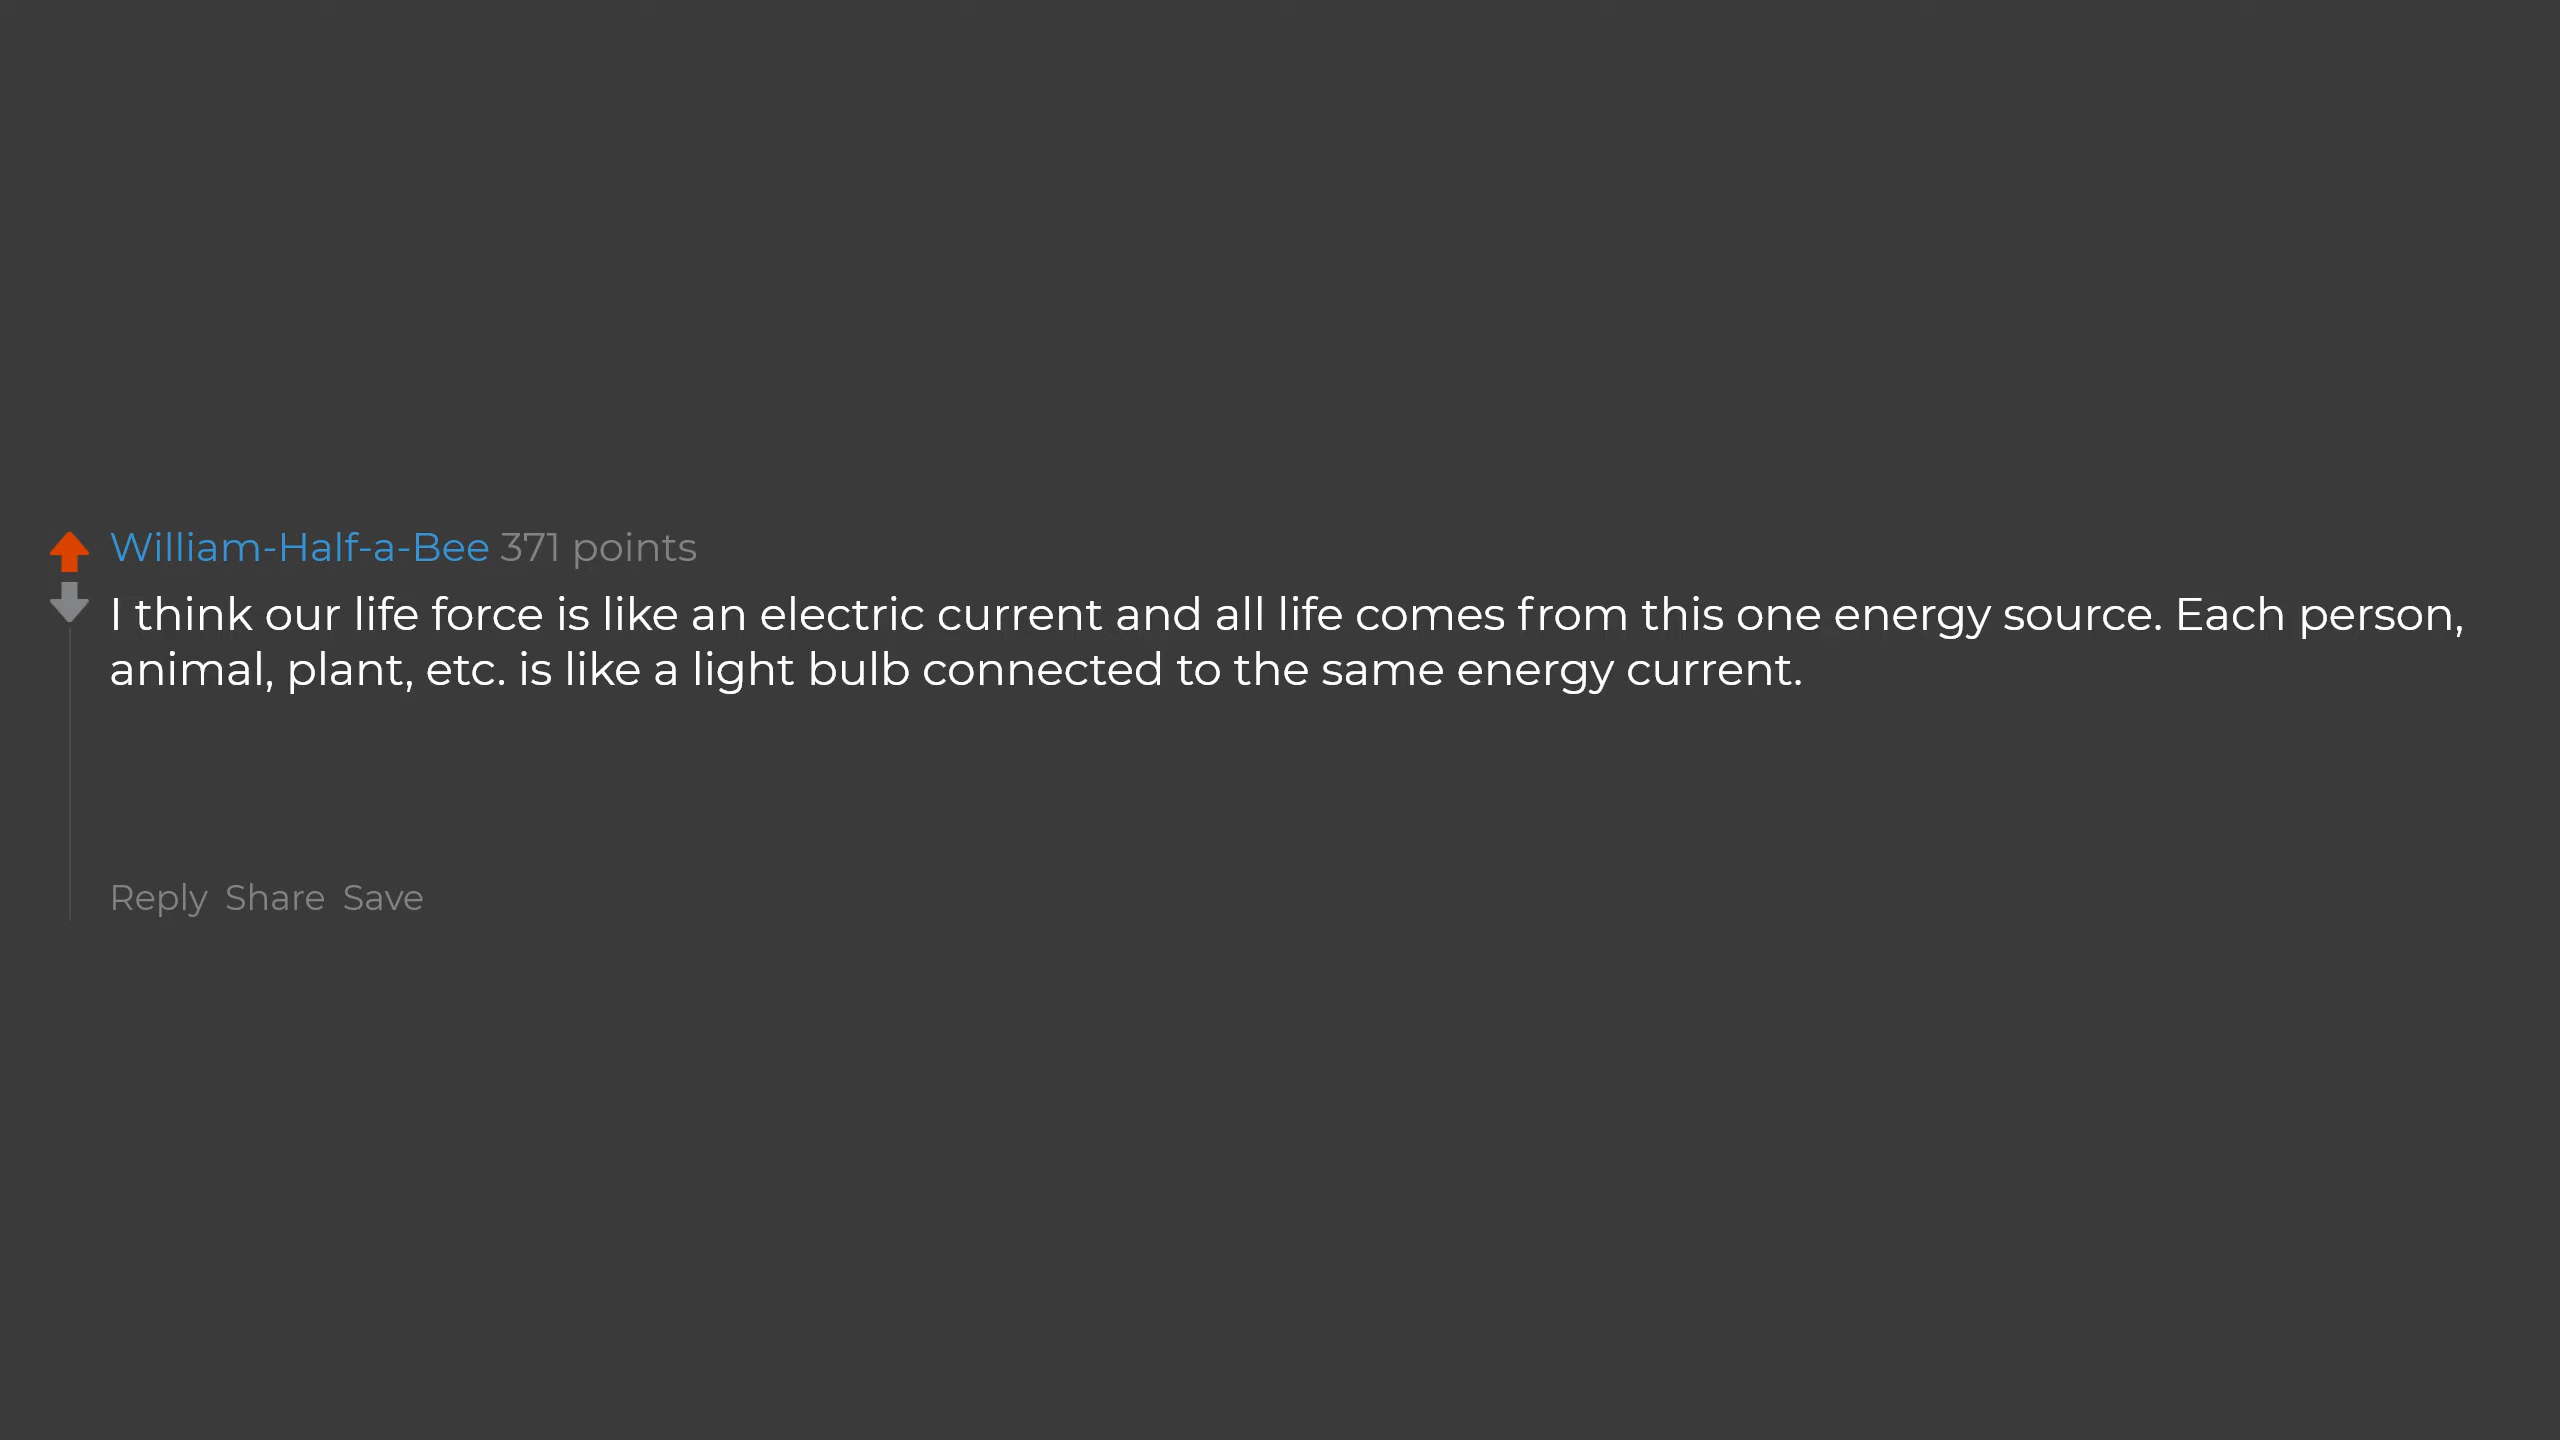 William-Half-a-Bee 371 points
I think our life force is like an electric current and all life comes from this one energy source. Each person,
animal, plant, etc. is like a light bulb connected to the same energy current.
Reply Share Save